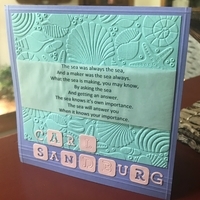 The sea was always the sea,
And a maker was the sea always.
What the sea is making, you may know,
By asking the sea
And getting an answer.
The sea knows it's own importance.
The sea will answer you
When it knows your importance.
CARL
SANDBURG